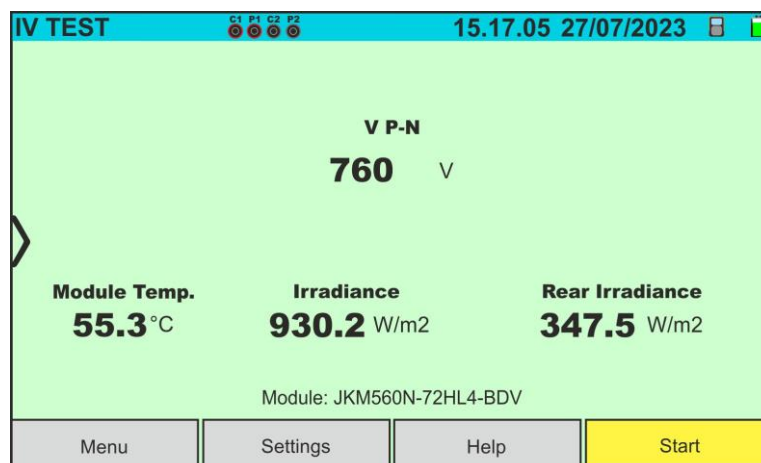 IV TEST C1 P1 C2 P2 15.17.05 27/07/2023
V P-N
760 V
Module Temp. Irradiance Rear Irradiance
55.3°C 930.2 W/m2 347.5 W/m2
Module: JKM560N-72HL4-BDV
Menu Settings Help Start